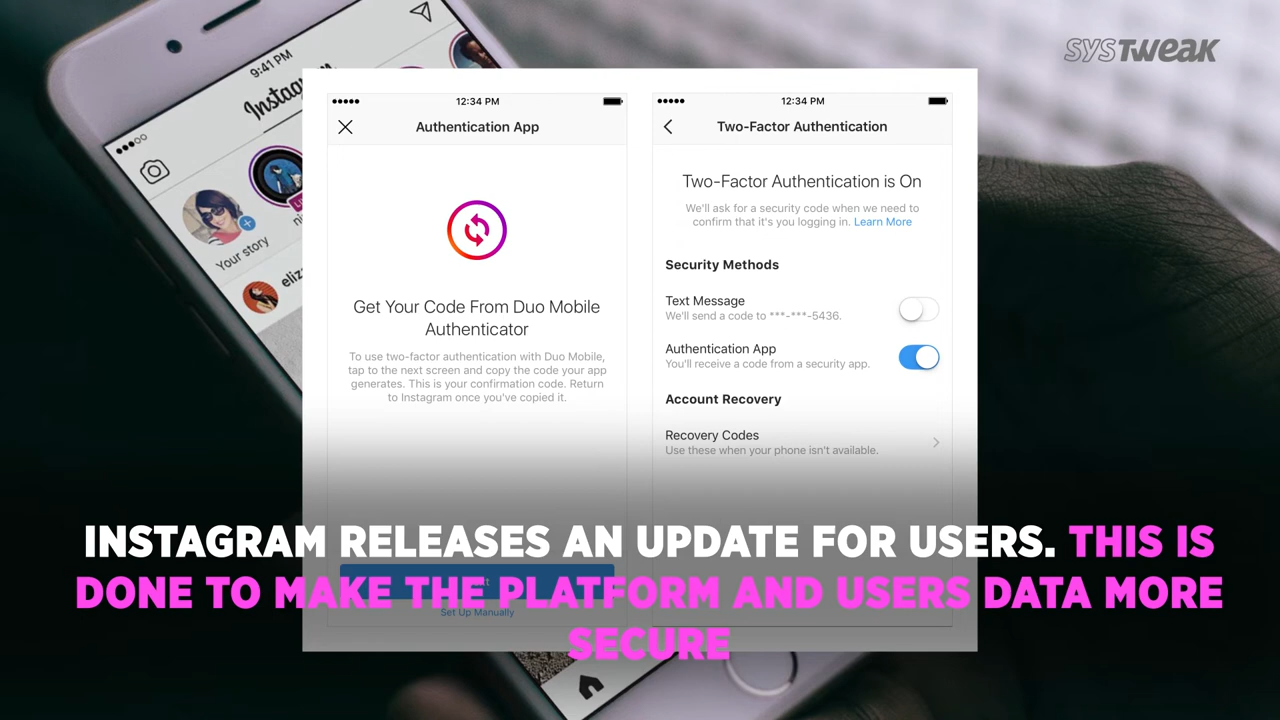 SYSTWEAK
9:41 PM
Your story
12:34 PM
Authentication App
Get Your Code From Duo Mobile
Authenticator
To use two-factor authentication with Duo Mobile,
tap to the next screen and copy the code your app
generates. This is your confirmation code. Return
to Instagram once you've copied it.
Set Up Manually
12:34 PM
Two-Factor Authentication
Two-Factor Authentication is On
We'll ask for a security code when we need to
confirm that it's you logging in. Learn More
Security Methods
Text Message
We'll send a code to ***-***-5436.
Authentication App
You'll receive a code from a security app.
Account Recovery
Recovery Codes
Use these when your phone isn't available.
INSTAGRAM RELEASES AN UPDATE FOR USERS. THIS IS
DONE TO MAKE THE PLATFORM AND USERS DATA MORE
SECURE